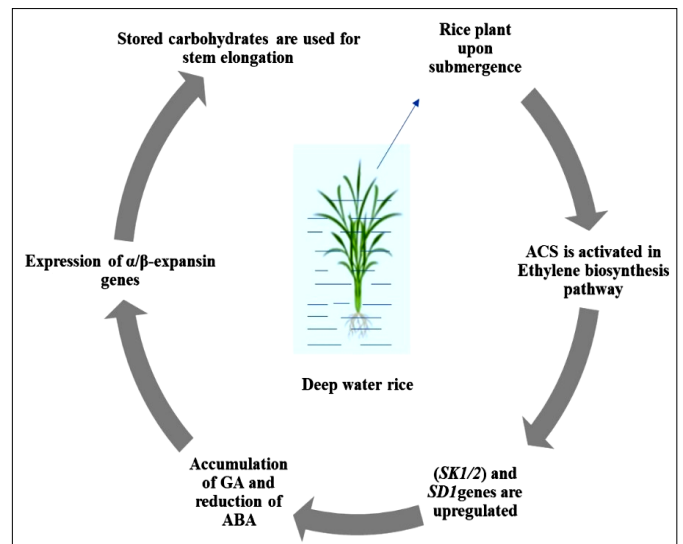 Rice plant
upon
submergence
ACS is activated in
Ethylene biosynthesis
pathway
(SK1/2) and
SD1genes are
upregulated
Accumulation
of GA and
reduction of
ABA
Expression of α/β-expansin
genes
Stored carbohydrates are used for
stem elongation
Deep water rice